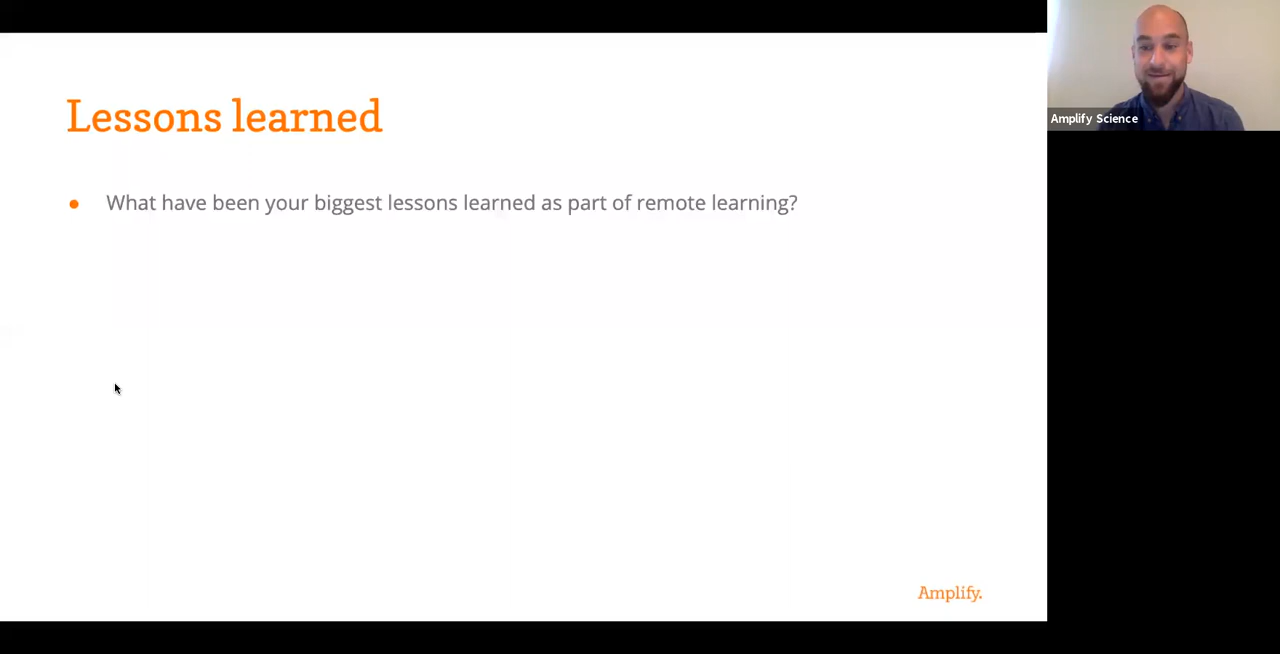 Lessons learned
● What have been your biggest lessons learned as part of remote learning?
Amplify.
Amplify Science